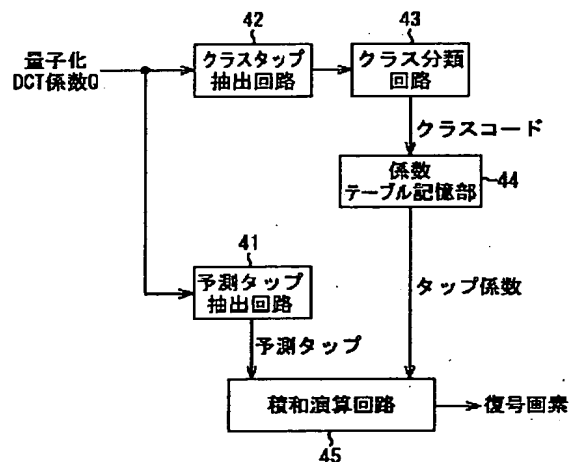 42
43
量子化
DCT係数Q
クラスタップ
抽出回路
クラス分類
回路
クラスコード
係数
テーブル記憶部
44
41
予測タップ
抽出回路
タップ係数
予測タップ
積和演算回路
復号画素
45